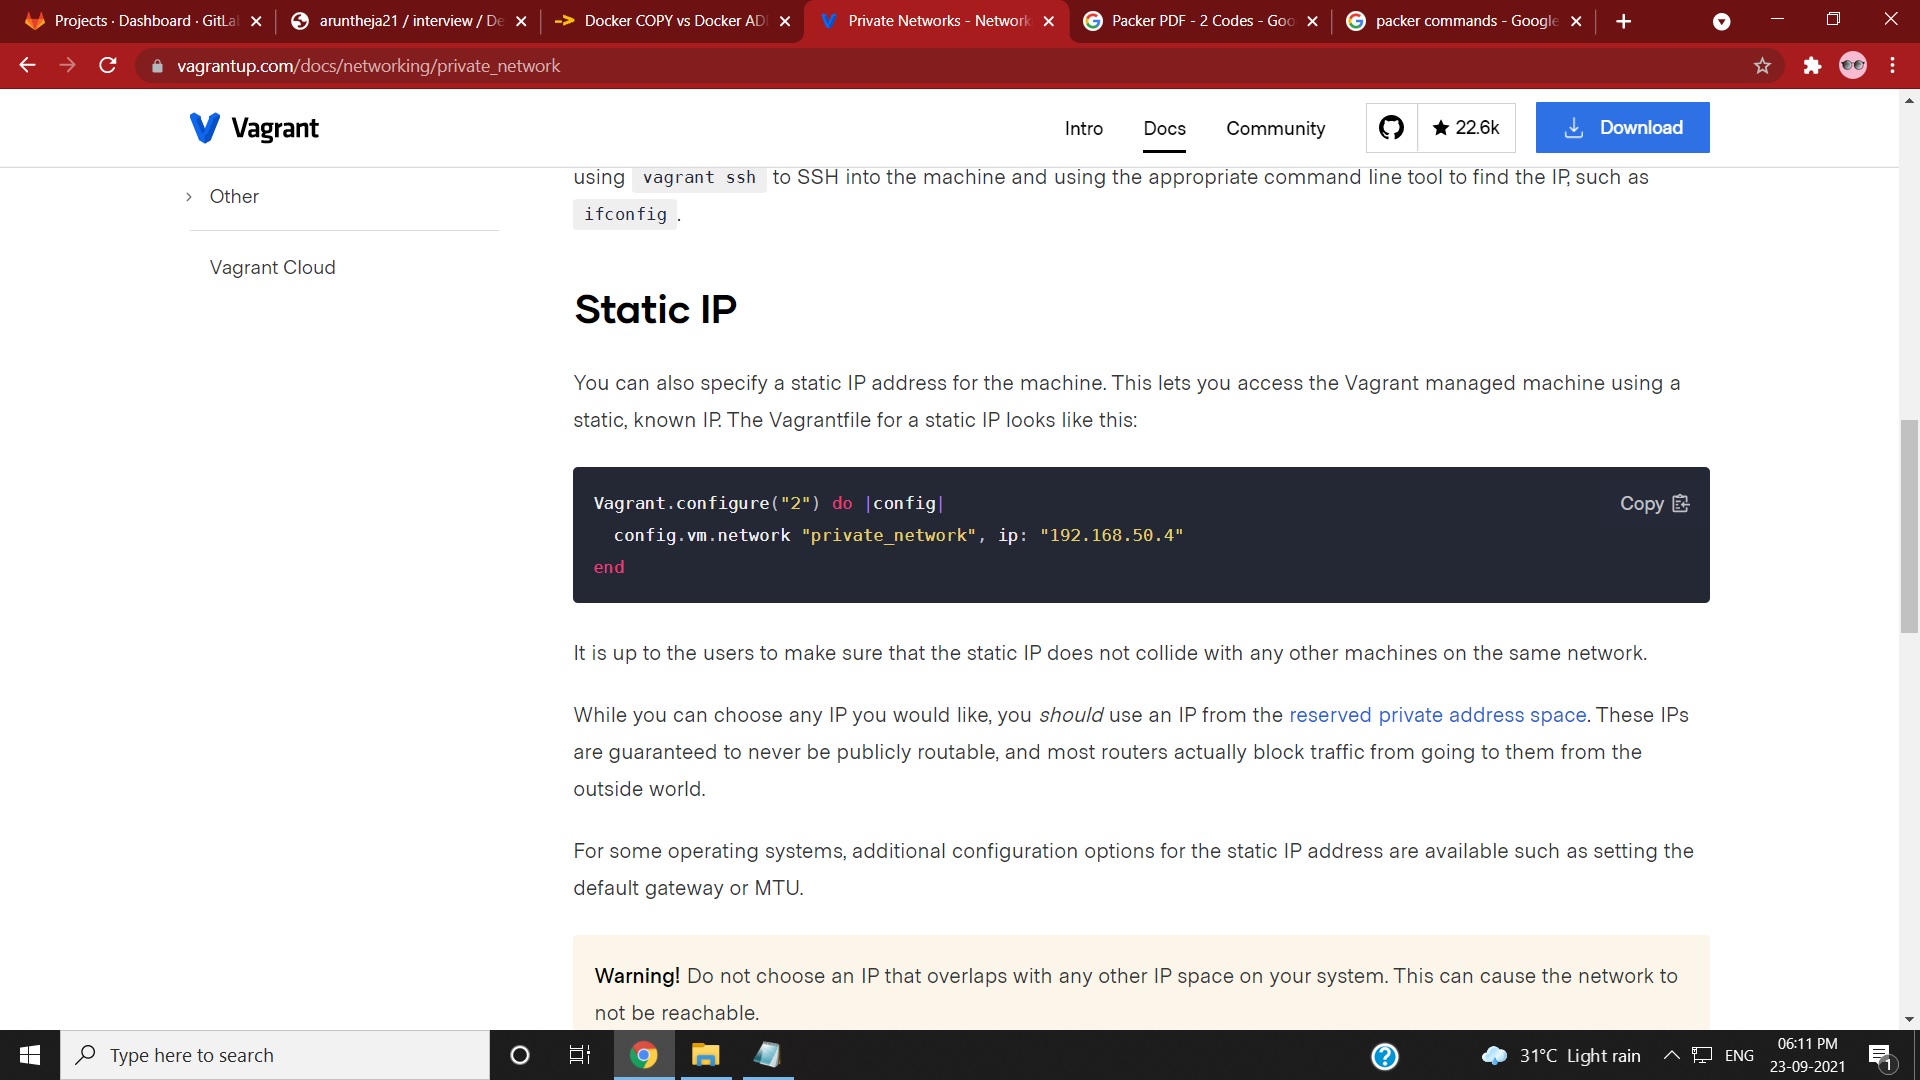 Projects · Dashboard · GitLa
aruntheja21 / interview / De
Docker COPY vs Docker AD
Private Networks - Network
Packer PDF - 2 Codes - Goo
packer commands - Google
vagrantup.com/docs/networking/private_network
Vagrant
Intro
Docs
Community
22.6k
Download
Other
Vagrant Cloud
using vagrant ssh to SSH into the machine and using the appropriate command line tool to find the IP, such as
ifconfig .
Static IP
You can also specify a static IP address for the machine. This lets you access the Vagrant managed machine using a
static, known IP. The Vagrantfile for a static IP looks like this:
Vagrant.configure("2") do |config|
Copy
config.vm.network "private_network", ip: "192.168.50.4"
end
It is up to the users to make sure that the static IP does not collide with any other machines on the same network.
While you can choose any IP you would like, you should use an IP from the reserved private address space. These IPs
are guaranteed to never be publicly routable, and most routers actually block traffic from going to them from the
outside world.
For some operating systems, additional configuration options for the static IP address are available such as setting the
default gateway or MTU.
Warning! Do not choose an IP that overlaps with any other IP space on your system. This can cause the network to
not be reachable.
Type here to search
31°C Light rain
ENG
06:11 PM
23-09-2021
1